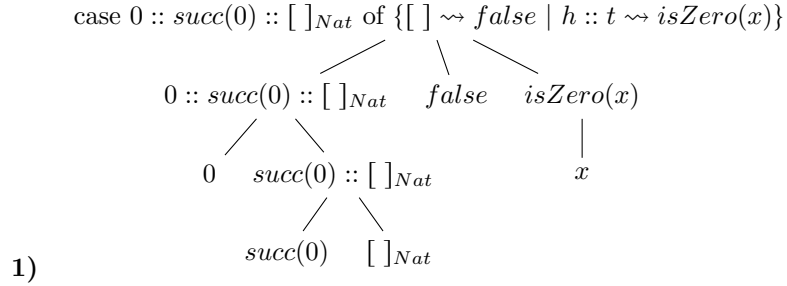 case 0 :: succ(0) :: [ ]_Nat of {[ ] ⇝ false | h :: t ⇝ isZero(x)}
0 :: succ(0) :: [ ]_Nat false isZero(x)
0 succ(0) :: [ ]_Nat x
succ(0) [ ]_Nat
1)